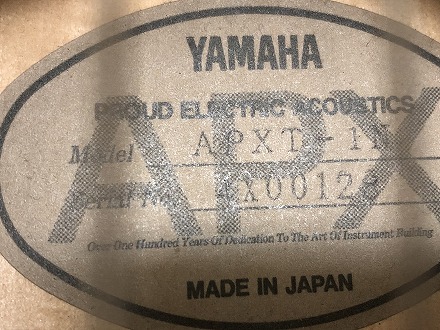 YAMAHA
APX
PROUD ELECTRIC ACOUSTICS
Model APXT-1N
Serial No.
Over One Hundred Years Of Dedication To The Art Of Instrument Building
MADE IN JAPAN